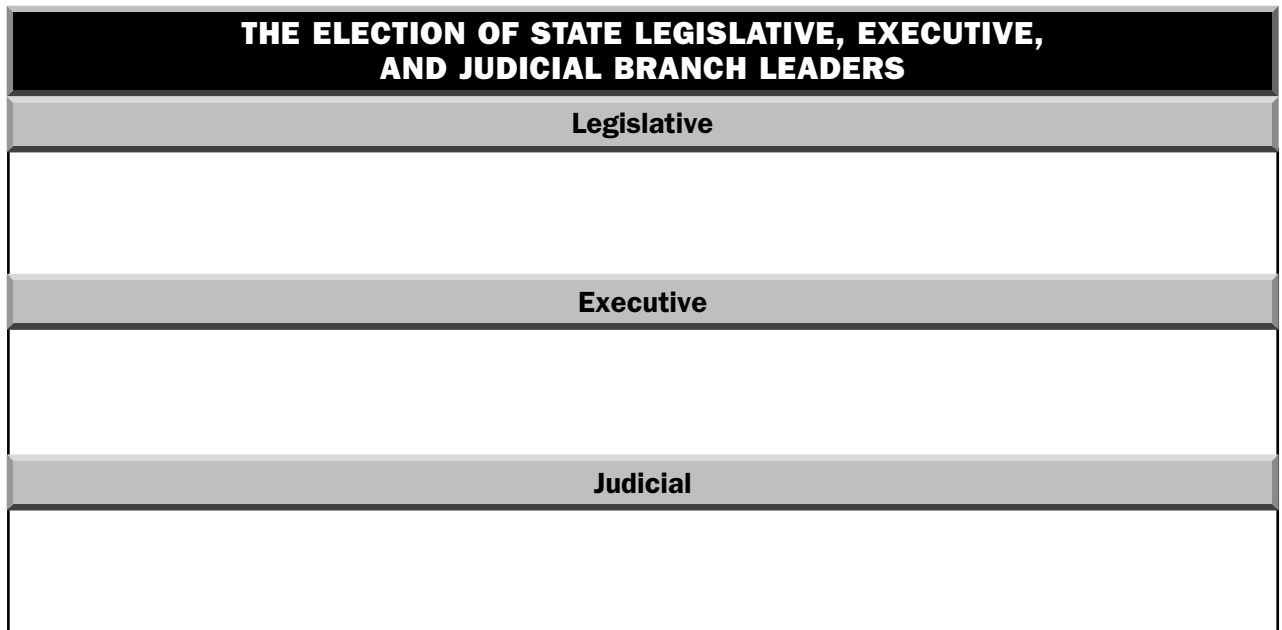 THE ELECTION OF STATE LEGISLATIVE, EXECUTIVE,
AND JUDICIAL BRANCH LEADERS
Legislative
Executive
Judicial